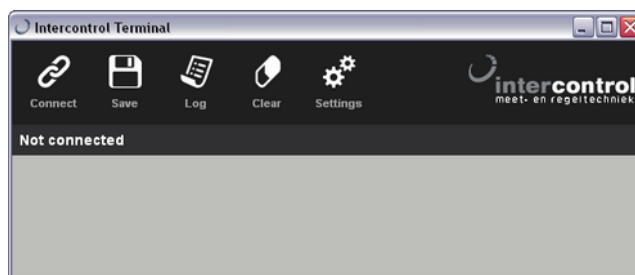 Intercontrol Terminal
Connect Save Log Clear Settings
intercontrol
meet- en regeltechniek
Not connected